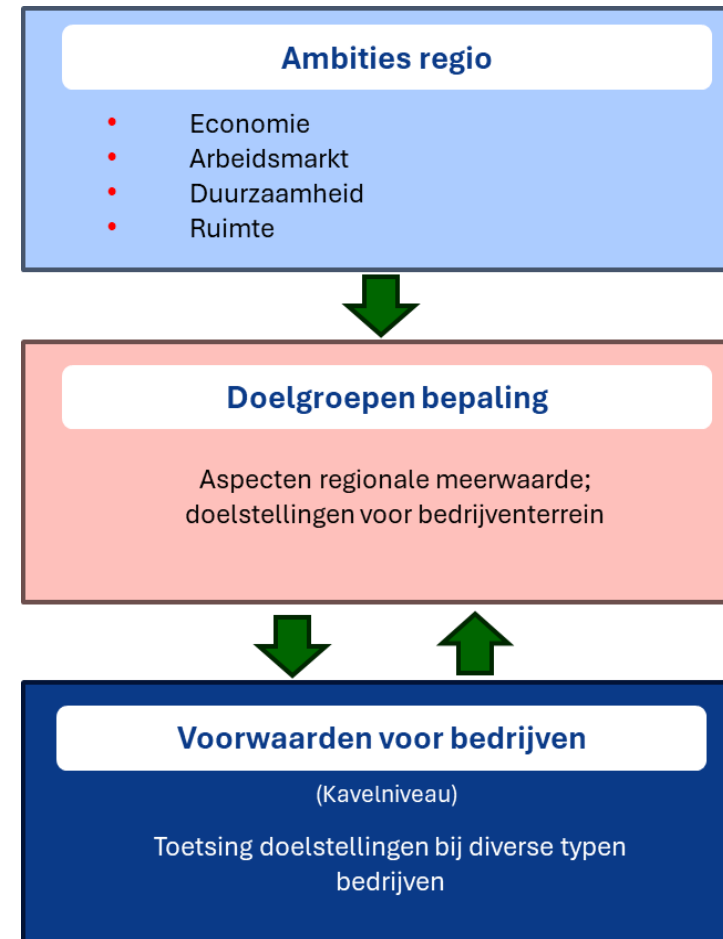 Ambities regio
• Economie
• Arbeidsmarkt
• Duurzaamheid
• Ruimte
Doelgroepen bepaling
Aspecten regionale meerwaarde;
doelstellingen voor bedrijventerrein
Voorwaarden voor bedrijven
(Kavelniveau)
Toetsing doelstellingen bij diverse typen
bedrijven